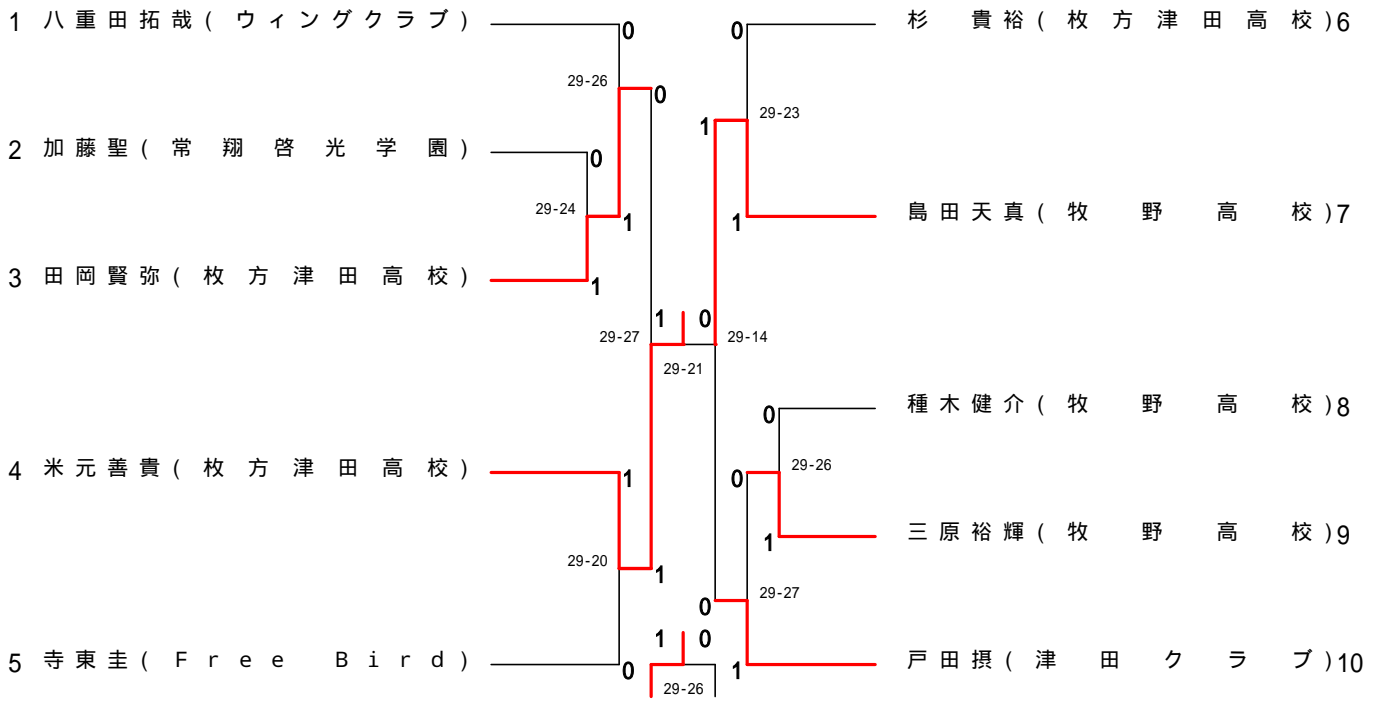 1 八重田拓哉(ウィングクラブ)
0
0
杉 貴裕(枚方津田高校)6
29-26
0
29-23
1
2 加藤聖(常翔啓光学園)
0
29-24
1
1
島田天真(牧野高校)7
3 田岡賢弥(枚方津田高校)
1
1 0
29-27
29-14
29-21
0
種木健介(牧野高校)8
4 米元善貴(枚方津田高校)
1
0
29-26
1
三原裕輝(牧野高校)9
29-20
1
0
29-27
1 0
5 寺東圭(Free Bird)
0
29-26
1
戸田摂(津田クラブ)10